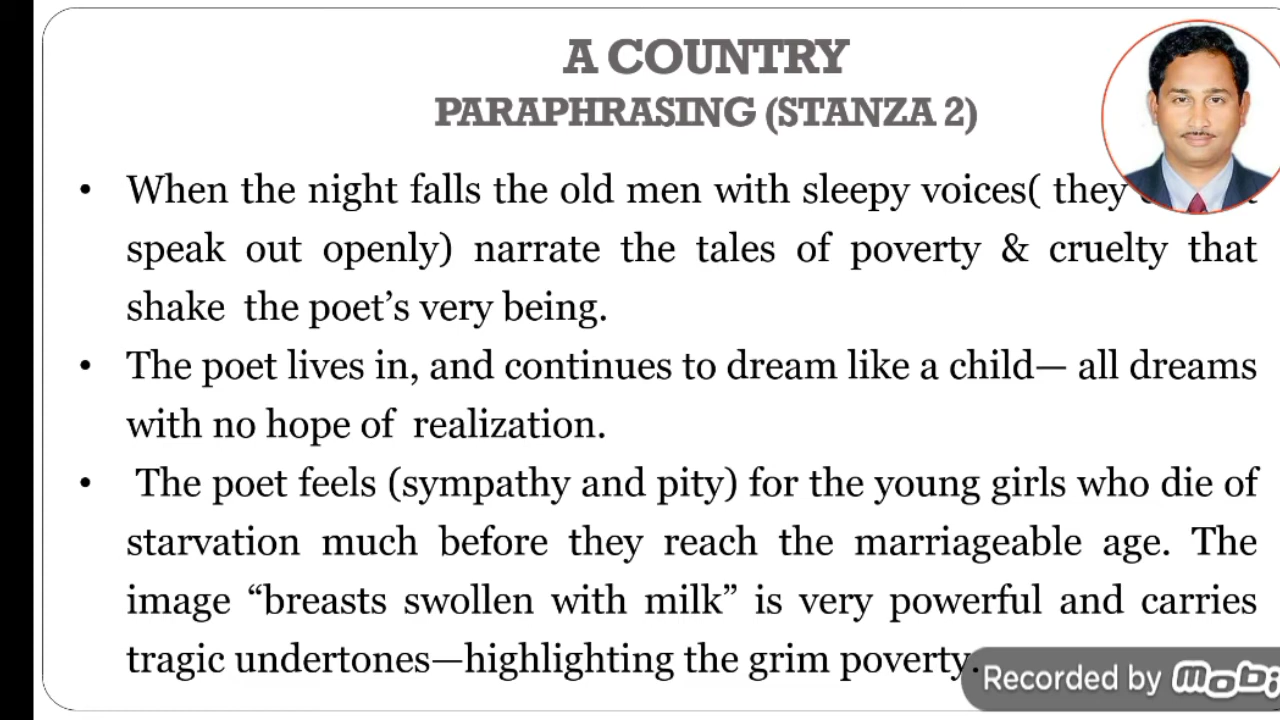 A COUNTRY
PARAPHRASING (STANZA 2)
• When the night falls the old men with sleepy voices( they
speak out openly) narrate the tales of poverty & cruelty that
shake the poet’s very being.
• The poet lives in, and continues to dream like a child— all dreams
with no hope of realization.
• The poet feels (sympathy and pity) for the young girls who die of
starvation much before they reach the marriageable age. The
image “breasts swollen with milk” is very powerful and carries
tragic undertones—highlighting the grim poverty.
Recorded by